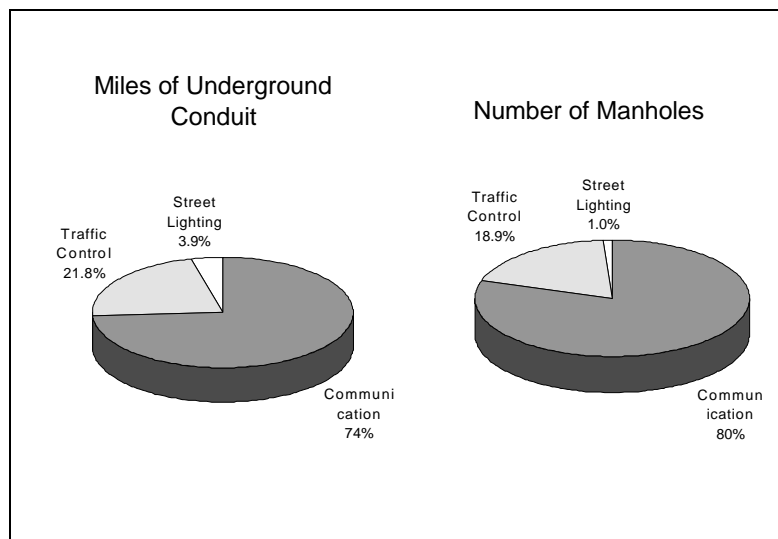 Miles of Underground
Conduit
Street
Lighting
3.9%
Traffic
Control
21.8%
Communi
cation
74%
Number of Manholes
Street
Lighting
1.0%
Traffic
Control
18.9%
Commun
ication
80%